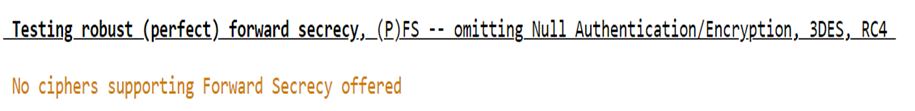 Testing robust (perfect) forward secrecy, (P)FS -- omitting Null Authentication/Encryption, 3DES, RC4
No ciphers supporting Forward Secrecy offered